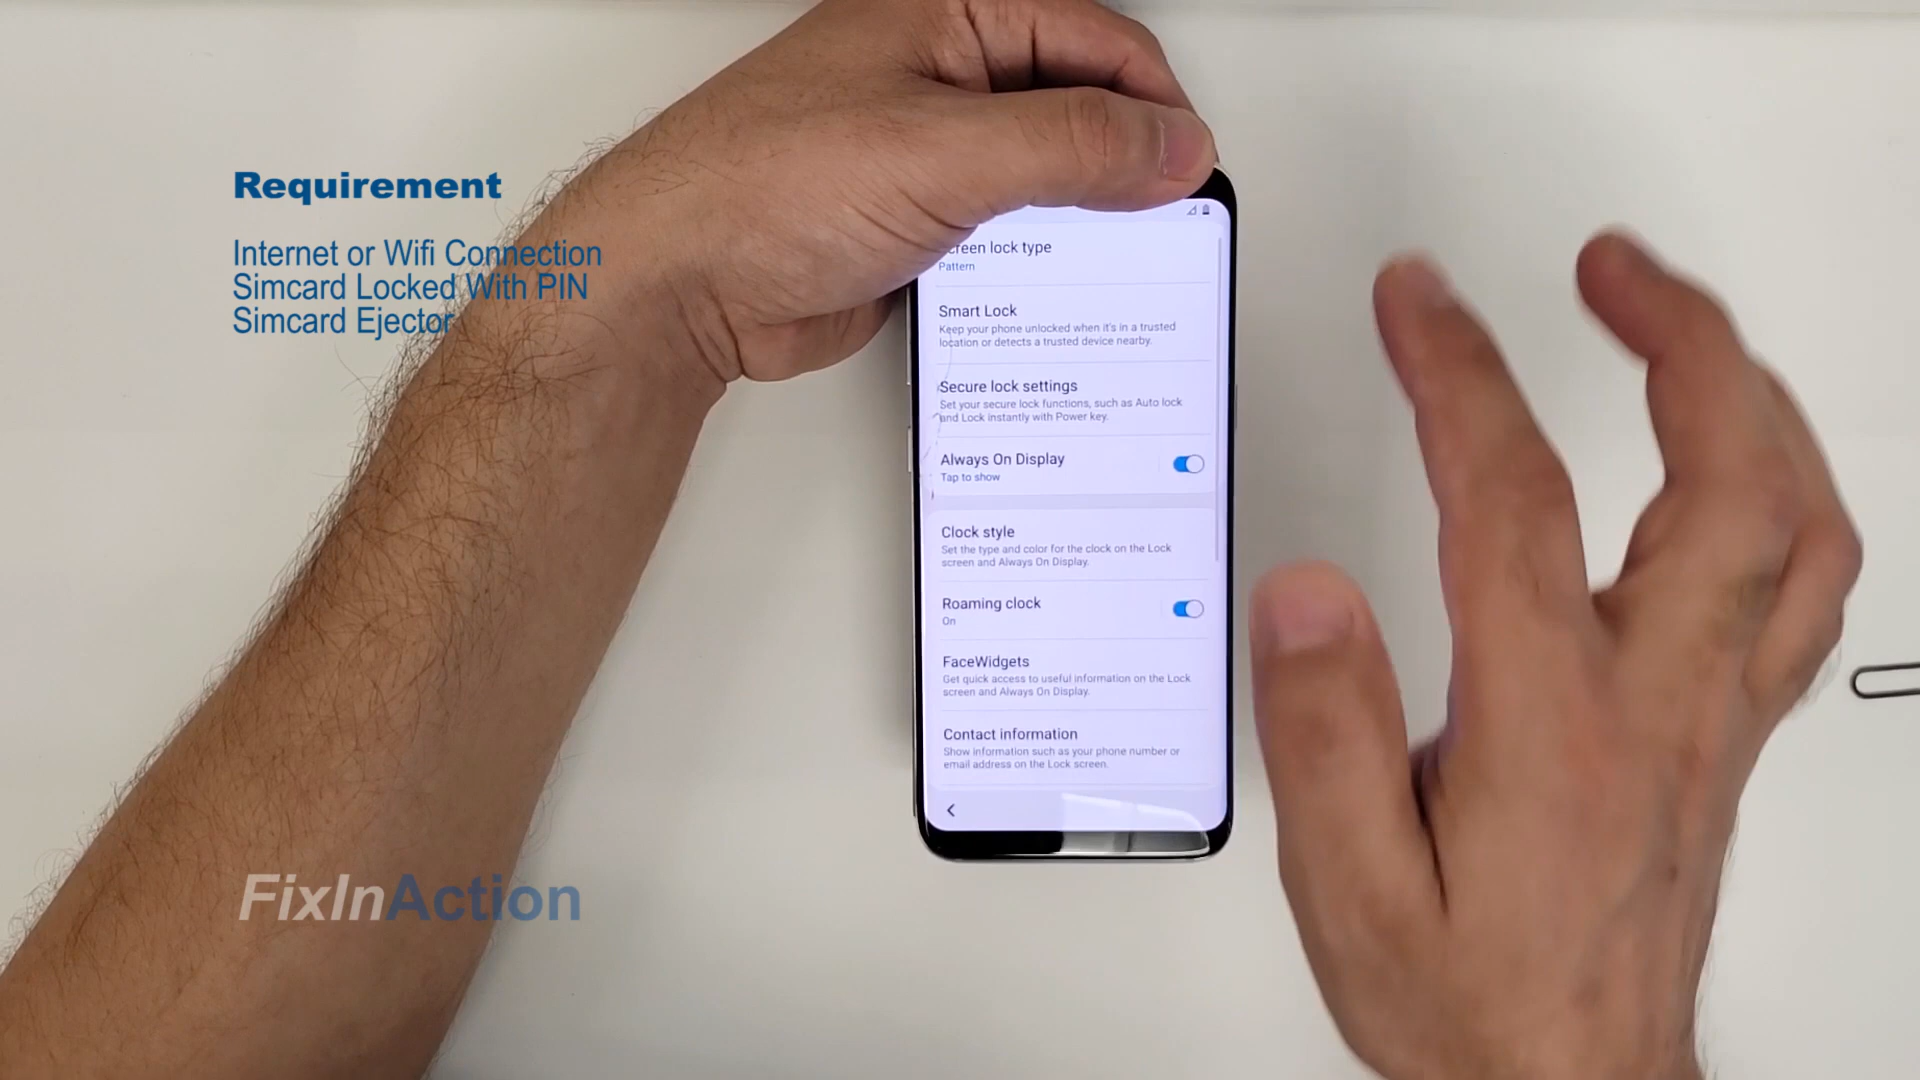 Requirement
Internet or Wifi Connection
Simcard Locked With PIN
Simcard Ejector
reen lock type
Pattern
Smart Lock
Keep your phone unlocked when it's in a trusted
location or detects a trusted device nearby.
Secure lock settings
Set your secure lock functions, such as Auto lock
and Lock instantly with Power key.
Always On Display
Tap to show
Clock style
Set the type and color for the clock on the Lock
screen and Always On Display.
Roaming clock
On
FaceWidgets
Get quick access to useful information on the Lock
screen and Always On Display.
Contact information
Show information such as your phone number or
email address on the Lock screen.
FixInAction